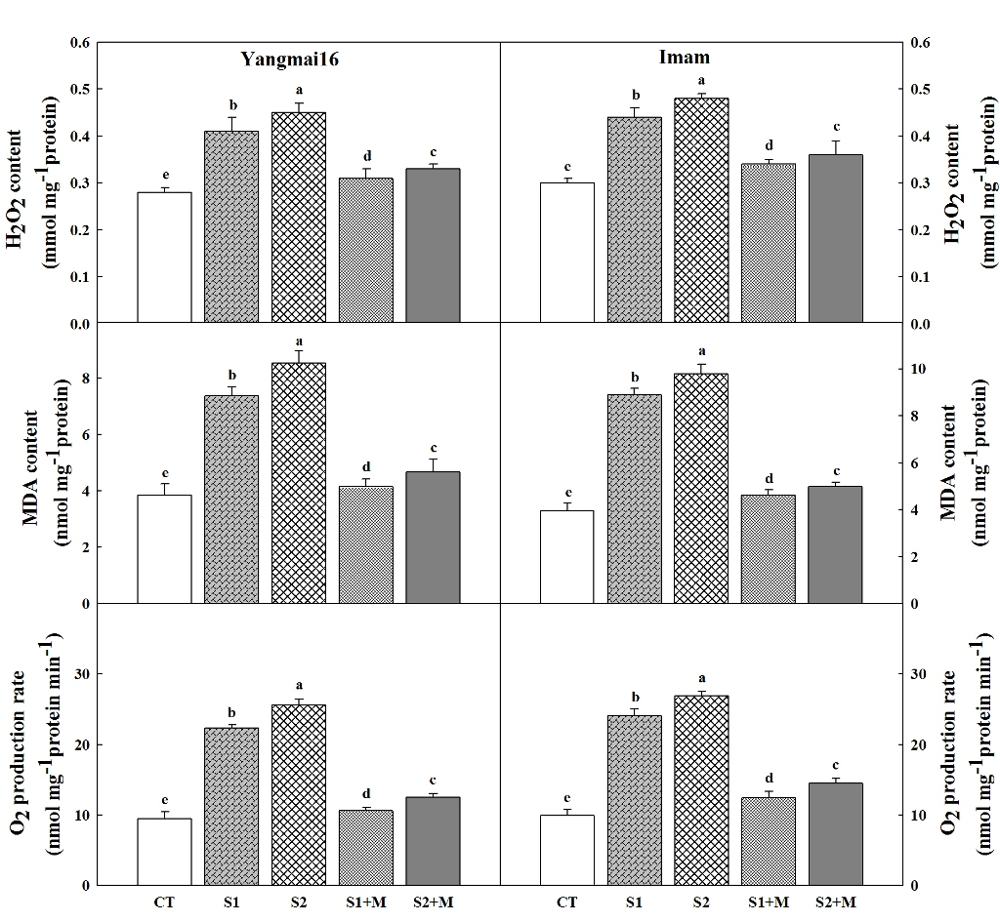 Yangmai16
Imam
H2O2 content
(nmol mg-1protein)
0.6
0.5
0.4
0.3
0.2
0.1
0.0
e
b
a
d
c
e
b
a
d
c
0.6
0.5
0.4
0.3
0.2
0.1
0.0
H2O2 content
(mmol mg-1protein)
MDA content
(nmol mg-1protein)
8
6
4
2
0
e
b
a
d
c
e
b
a
d
c
10
8
6
4
2
0
MDA content
(nmol mg-1protein)
O2 production rate
(nmol mg-1protein min-1)
30
20
10
0
e
b
a
d
c
e
b
a
d
c
30
20
10
0
O2 production rate
(nmol mg-1protein min-1)
CT S1 S2 S1+M S2+M
CT S1 S2 S1+M S2+M